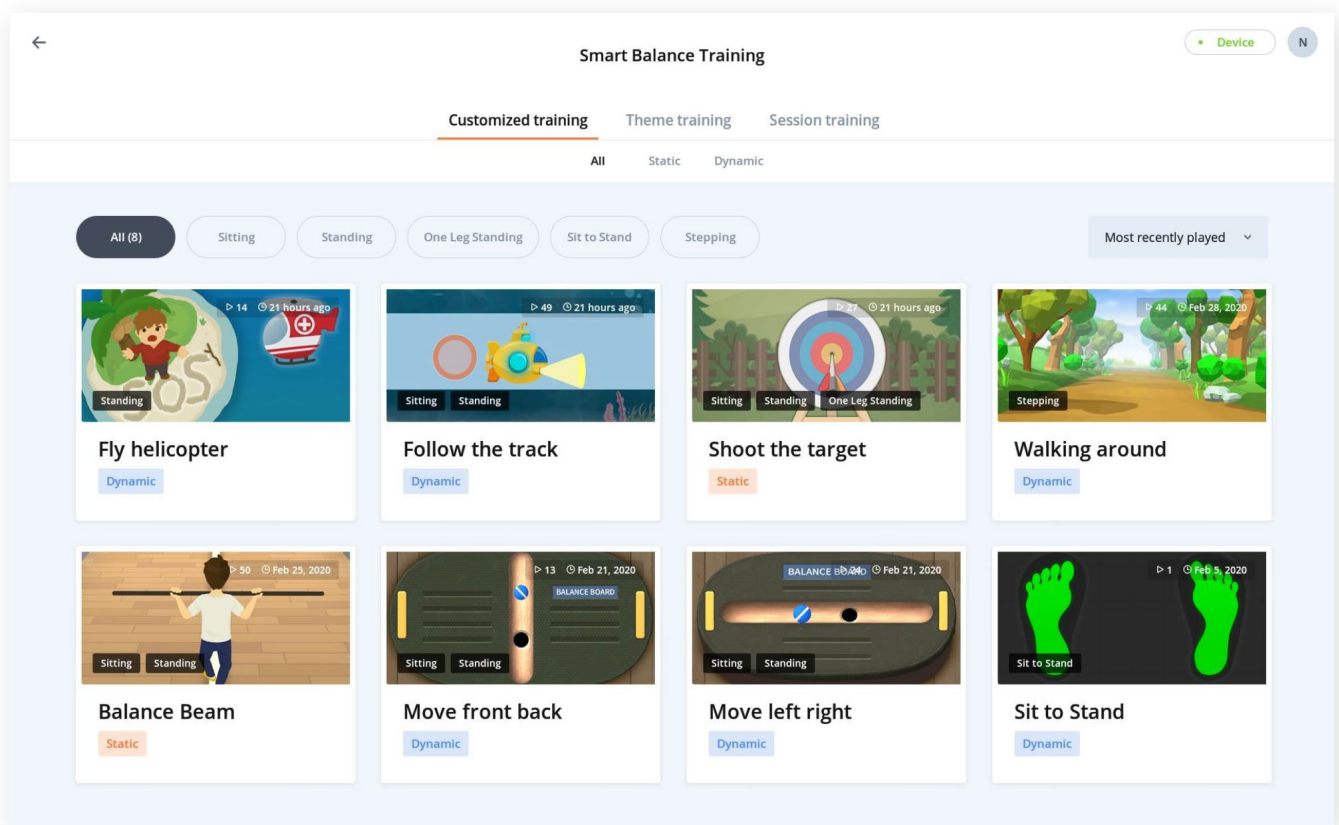 Smart Balance Training
Device
N
Customized training Theme training Session training
All Static Dynamic
All (8) Sitting Standing One Leg Standing Sit to Stand Stepping Most recently played
14 21 hours ago
SOS
Standing
Fly helicopter
Dynamic
49 21 hours ago
Sitting Standing
Follow the track
Dynamic
27 21 hours ago
Sitting Standing One Leg Standing
Shoot the target
Static
44 Feb 28, 2020
Stepping
Walking around
Dynamic
50 Feb 25, 2020
Sitting Standing
Balance Beam
Static
13 Feb 21, 2020
BALANCE BOARD
Sitting Standing
Move front back
Dynamic
BALANCE BOARD
24 Feb 21, 2020
Sitting Standing
Move left right
Dynamic
1 Feb 5, 2020
Sit to Stand
Sit to Stand
Dynamic